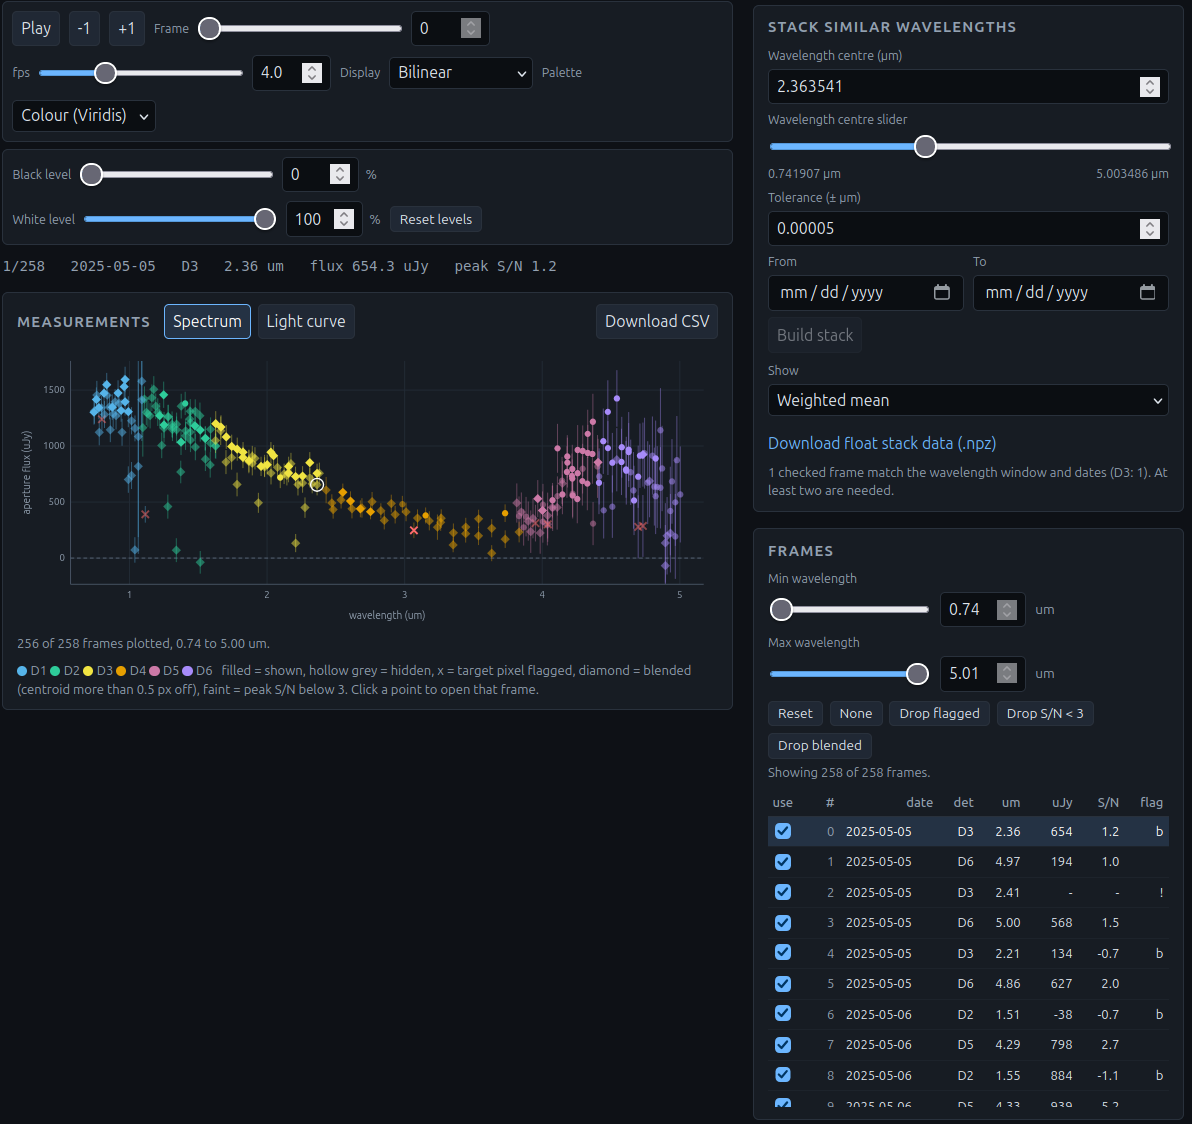 Play -1 +1 Frame 0
fps 4.0 Display Bilinear Palette
Colour (Viridis)
Black level 0 %
White level 100 % Reset levels
1/258 2025-05-05 D3 2.36 um flux 654.3 uJy peak S/N 1.2
MEASUREMENTS Spectrum Light curve Download CSV
1500
1000
500
0
aperture flux (uJy)
1 2 3 4 5
wavelength (um)
256 of 258 frames plotted, 0.74 to 5.00 um.
D1 D2 D3 D4 D5 D6 filled = shown, hollow grey = hidden, x = target pixel flagged, diamond = blended
(centroid more than 0.5 px off), faint = peak S/N below 3. Click a point to open that frame.
STACK SIMILAR WAVELENGTHS
Wavelength centre (µm)
2.363541
Wavelength centre slider
0.741907 µm 5.003486 µm
Tolerance (± µm)
0.00005
From To
mm / dd / yyyy mm / dd / yyyy
Build stack
Show
Weighted mean
Download float stack data (.npz)
1 checked frame match the wavelength window and dates (D3: 1). At
least two are needed.
FRAMES
Min wavelength
0.74 um
Max wavelength
5.01 um
Reset None Drop flagged Drop S/N < 3
Drop blended
Showing 258 of 258 frames.
use # date det um uJy S/N flag
0 2025-05-05 D3 2.36 654 1.2 b
1 2025-05-05 D6 4.97 194 1.0
2 2025-05-05 D3 2.41 - - !
3 2025-05-05 D6 5.00 568 1.5
4 2025-05-05 D3 2.21 134 -0.7 b
5 2025-05-05 D6 4.86 627 2.0
6 2025-05-06 D2 1.51 -38 -0.7 b
7 2025-05-06 D5 4.29 798 2.7
8 2025-05-06 D2 1.55 884 -1.1 b
9 2025-05-06 D5 4.33 939 5.2